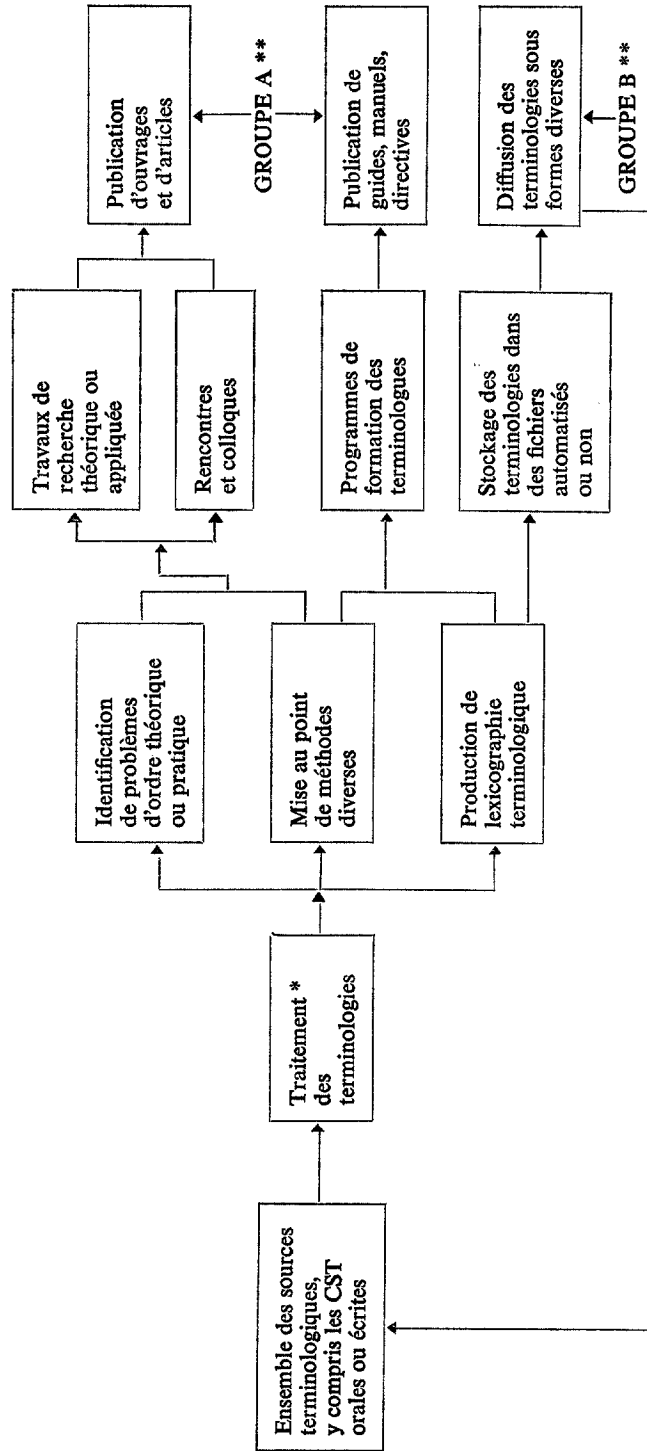 Ensemble des sources
terminologiques,
y compris les CST
orales ou écrites
Traitement *
des
terminologies
Identification
de problèmes
d'ordre théorique
ou pratique
Mise au point
de méthodes
diverses
Production de
lexicographie
terminologique
Travaux de
recherche
théorique ou
appliquée
Rencontres
et colloques
Programmes de
formation des
terminologues
Stockage des
terminologies dans
des fichiers
automatisés
ou non
Publication
d'ouvrages
et d'articles
GROUPE A **
Publication de
guides, manuels,
directives
Diffusion des
terminologies sous
formes diverses
GROUPE B **